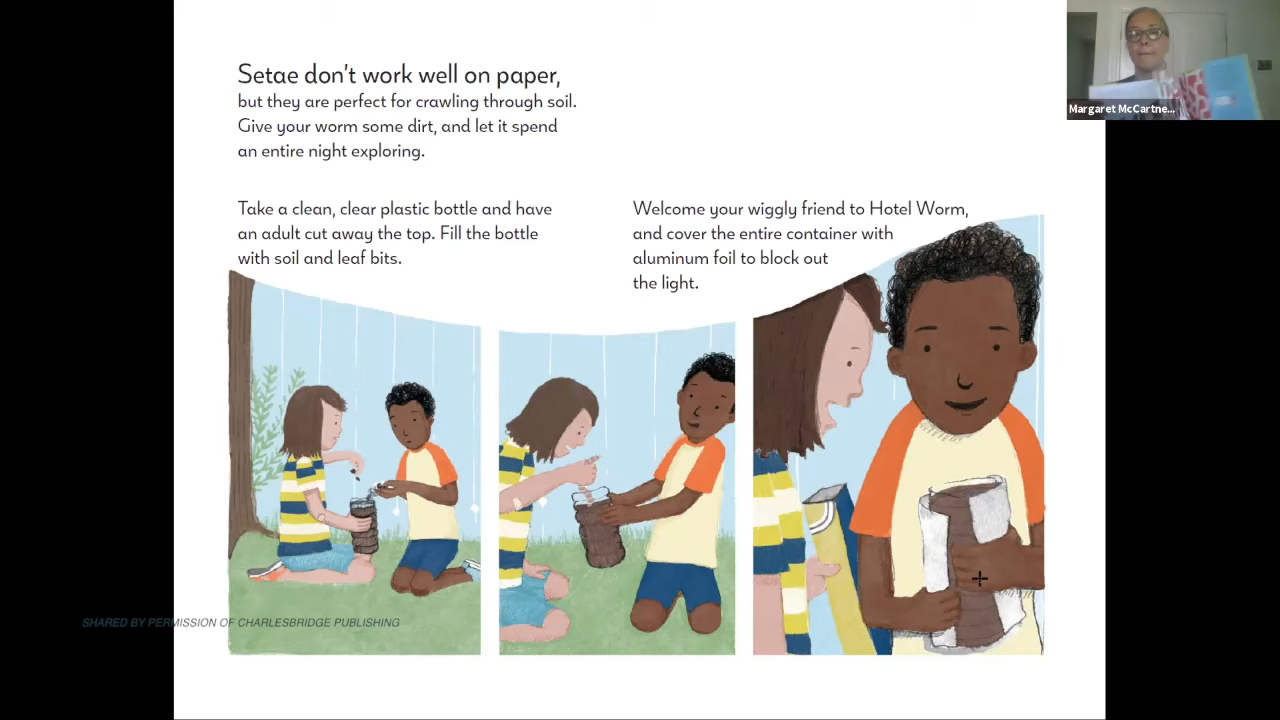 Setae don't work well on paper,
but they are perfect for crawling through soil.
Give your worm some dirt, and let it spend
an entire night exploring.
Take a clean, clear plastic bottle and have
an adult cut away the top. Fill the bottle
with soil and leaf bits.
Welcome your wiggly friend to Hotel Worm,
and cover the entire container with
aluminum foil to block out
the light.
SHARED BY PERMISSION OF CHARLESBRIDGE PUBLISHING
Margaret McCartne...